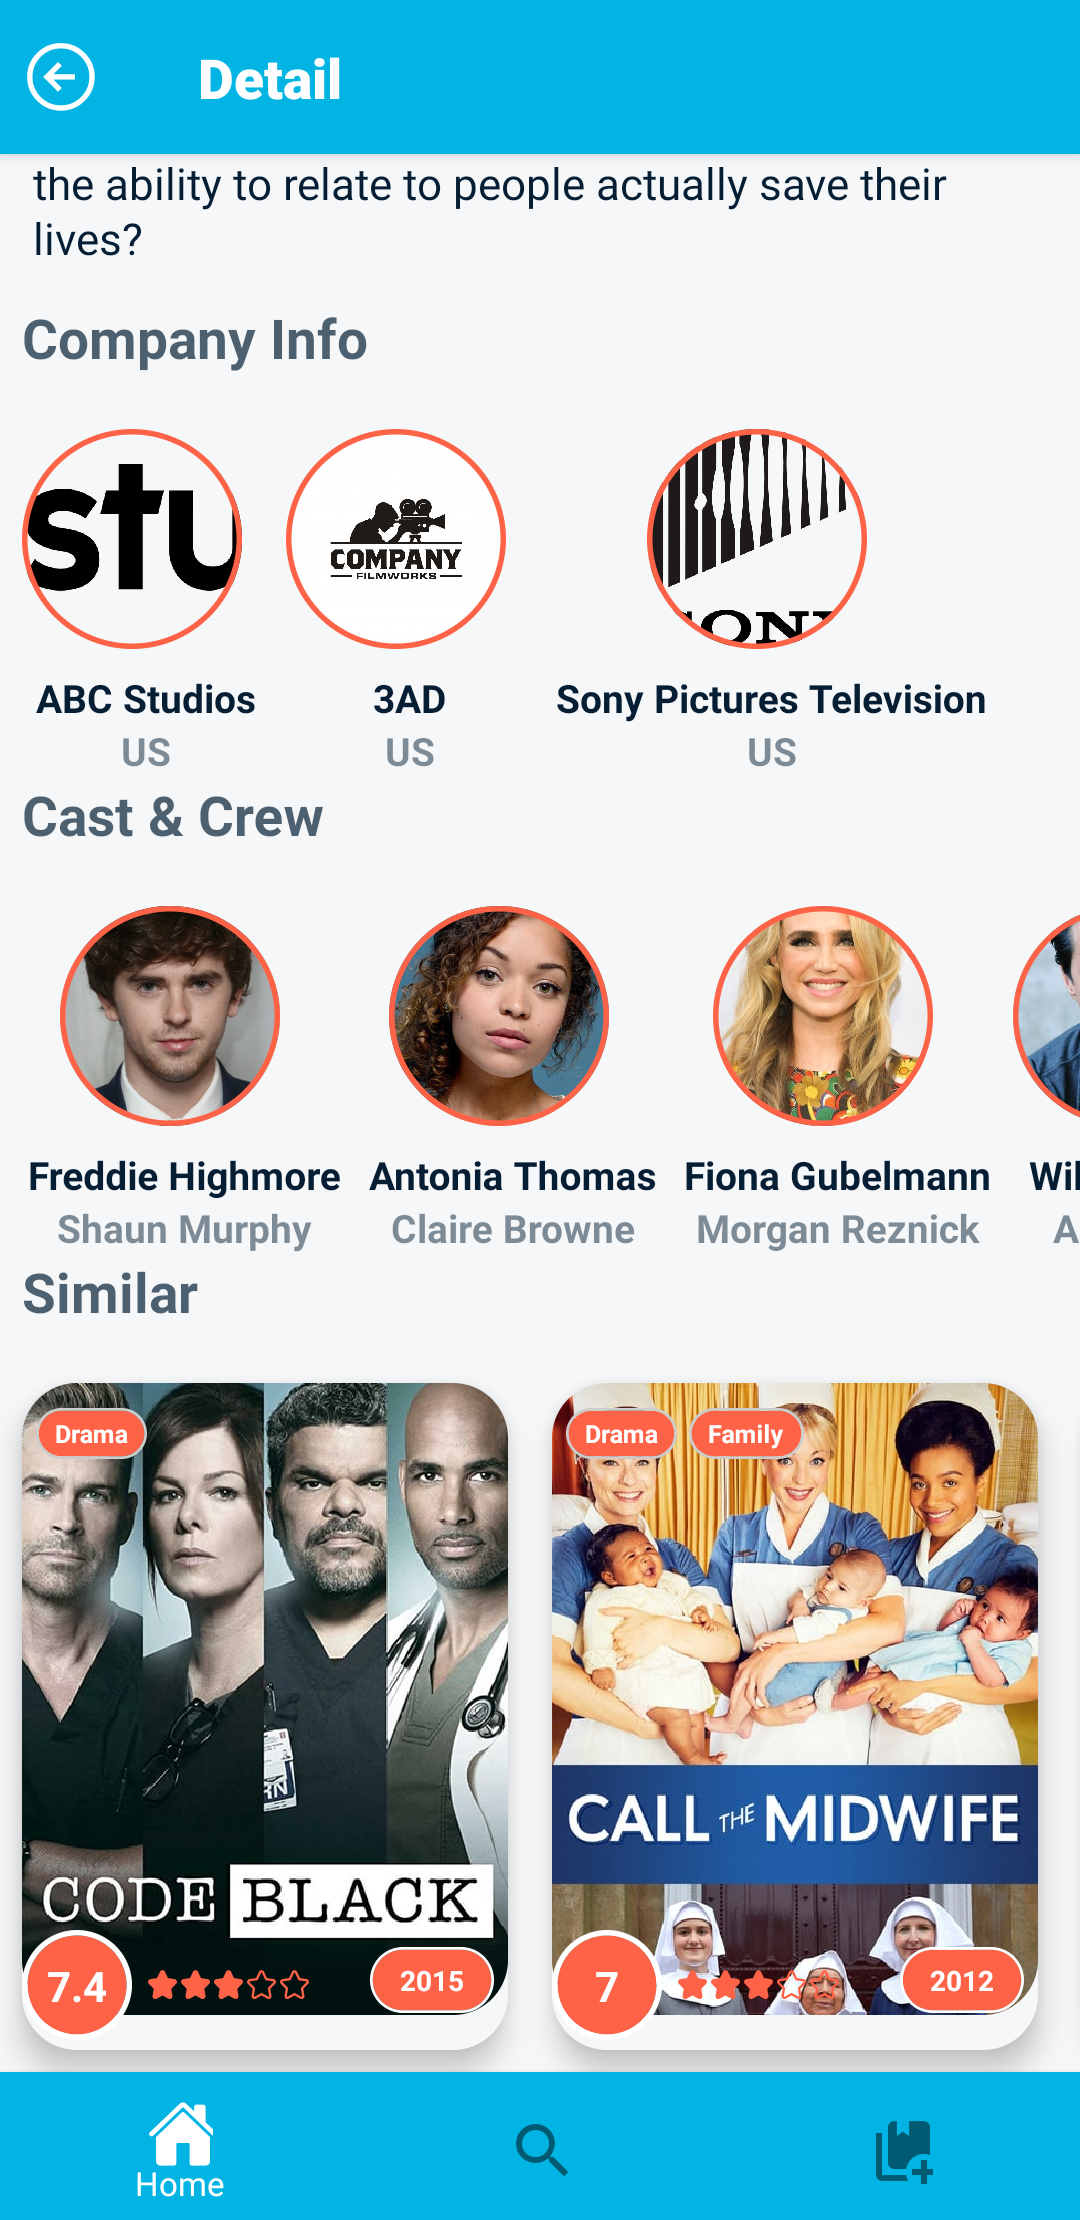 Detail
the ability to relate to people actually save their
lives?
Company Info
stu
COMPANY
FILMWORKS
SONY
ABC Studios
3AD
Sony Pictures Television
US
US
US
Cast & Crew
Freddie Highmore
Antonia Thomas
Fiona Gubelmann
Wil
Shaun Murphy
Claire Browne
Morgan Reznick
A
Similar
Drama
RN
CODE BLACK
7.4
2015
Drama
Family
CALL THE MIDWIFE
7
2012
Home